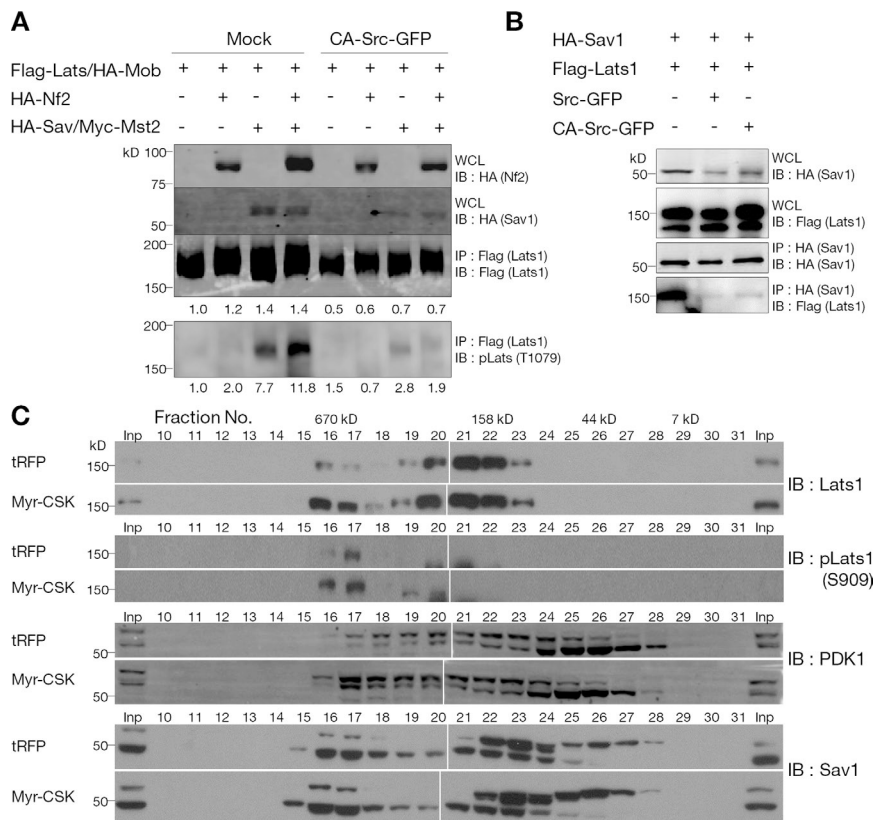 A
Mock CA-Src-GFP
Flag-Lats/HA-Mob + + + + + + + +
HA-Nf2 - + - + - + - +
HA-Sav/Myc-Mst2 - - + + - - + +
kD 100
75
WCL
IB : HA (Nf2)
50
WCL
IB : HA (Sav1)
200
150
IP : Flag (Lats1)
IB : Flag (Lats1)
1.0 1.2 1.4 1.4 0.5 0.6 0.7 0.7
200
150
IP : Flag (Lats1)
IB : pLats (T1079)
1.0 2.0 7.7 11.8 1.5 0.7 2.8 1.9
B
HA-Sav1 + + +
Flag-Lats1 + + +
Src-GFP - + -
CA-Src-GFP - - +
kD
50
WCL
IB : HA (Sav1)
150
WCL
IB : Flag (Lats1)
50
IP : HA (Sav1)
IB : HA (Sav1)
150
IP : HA (Sav1)
IB : Flag (Lats1)
C
Fraction No. 670 kD 158 kD 44 kD 7 kD
kD Inp 10 11 12 13 14 15 16 17 18 19 20 21 22 23 24 25 26 27 28 29 30 31 Inp
tRFP 150
Myr-CSK 150
IB : Lats1
Inp 10 11 12 13 14 15 16 17 18 19 20 21 22 23 24 25 26 27 28 29 30 31 Inp
tRFP 150
Myr-CSK 150
IB : pLats1
(S909)
Inp 10 11 12 13 14 15 16 17 18 19 20 21 22 23 24 25 26 27 28 29 30 31 Inp
tRFP 50
Myr-CSK 50
IB : PDK1
Inp 10 11 12 13 14 15 16 17 18 19 20 21 22 23 24 25 26 27 28 29 30 31 Inp
tRFP 50
Myr-CSK 50
IB : Sav1